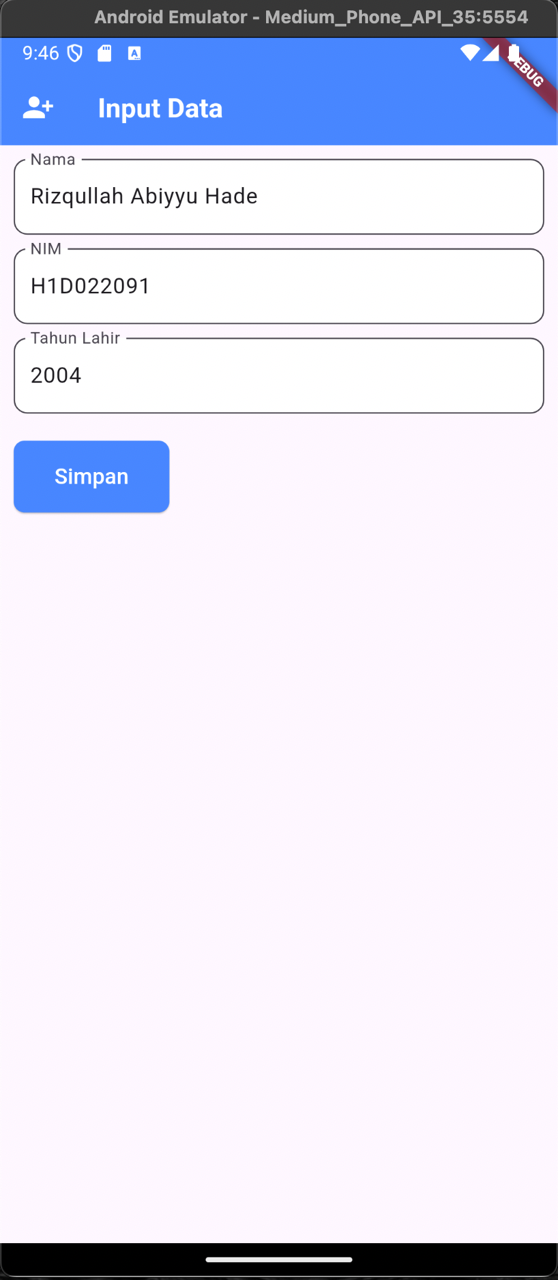 Android Emulator - Medium_Phone_API_35:5554
9:46
DEBUG
Input Data
Nama
Rizqullah Abiyyu Hade
NIM
H1D022091
Tahun Lahir
2004
Simpan